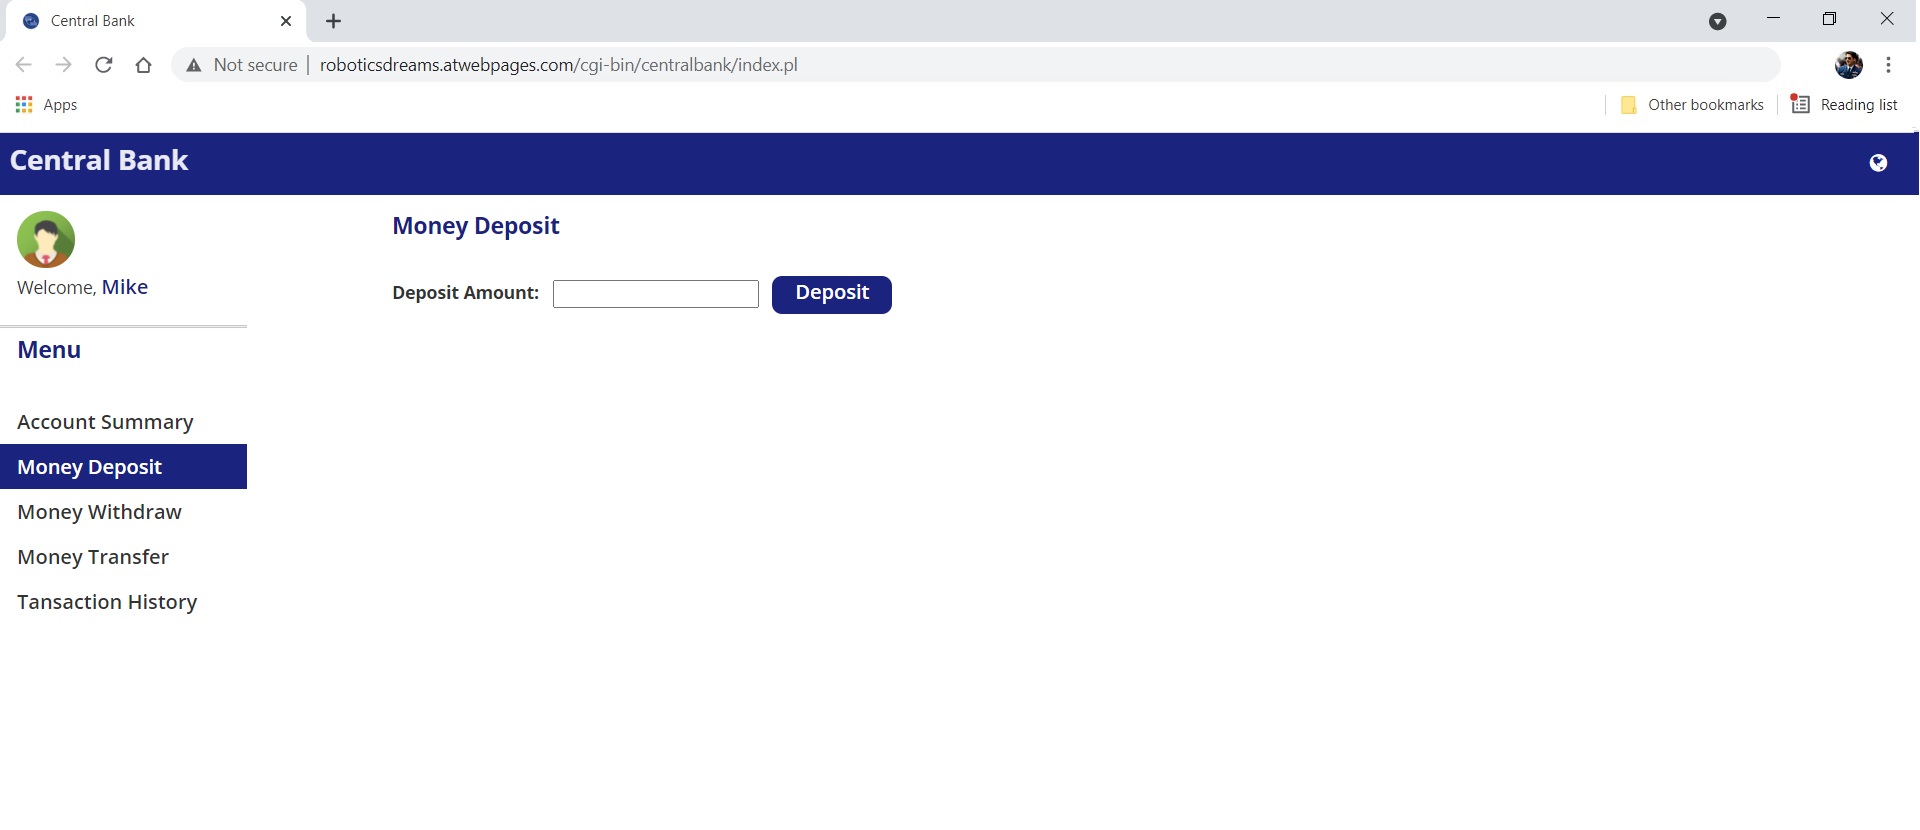 Central Bank
Not secure | roboticsdreams.atwebpages.com/cgi-bin/centralbank/index.pl
Apps
Other bookmarks
Reading list
Central Bank
Welcome, Mike
Menu
Account Summary
Money Deposit
Money Withdraw
Money Transfer
Tansaction History
Money Deposit
Deposit Amount:
Deposit